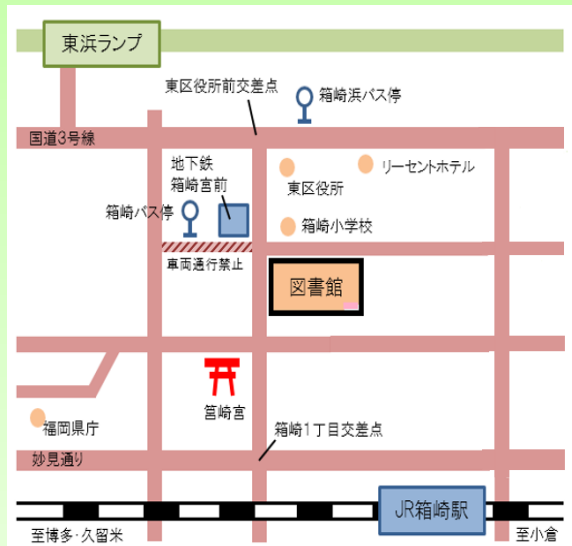 東浜ランプ
東区役所前交差点
箱崎浜バス停
国道3号線
地下鉄
箱崎宮前
リーセントホテル
東区役所
箱崎バス停
箱崎小学校
車両通行禁止
図書館
筥崎宮
福岡県庁
箱崎1丁目交差点
妙見通り
JR箱崎駅
至博多・久留米
至小倉